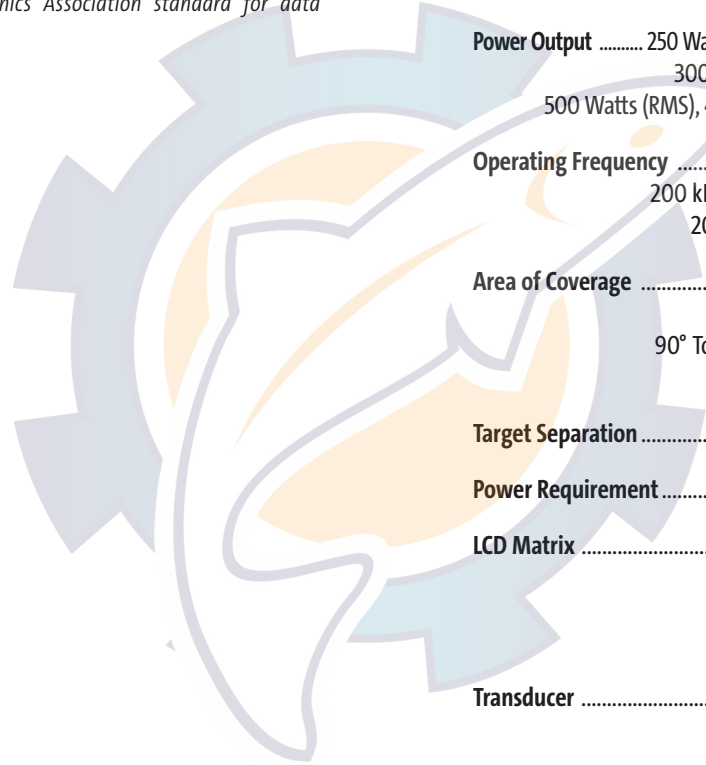 nics Association standard for data
Power Output .......... 250 Wa
300
500 Watts (RMS), 4
Operating Frequency ......
200 k
20
Area of Coverage .............
90° To
Target Separation .............
Power Requirement ..........
LCD Matrix ............................
Transducer ............................